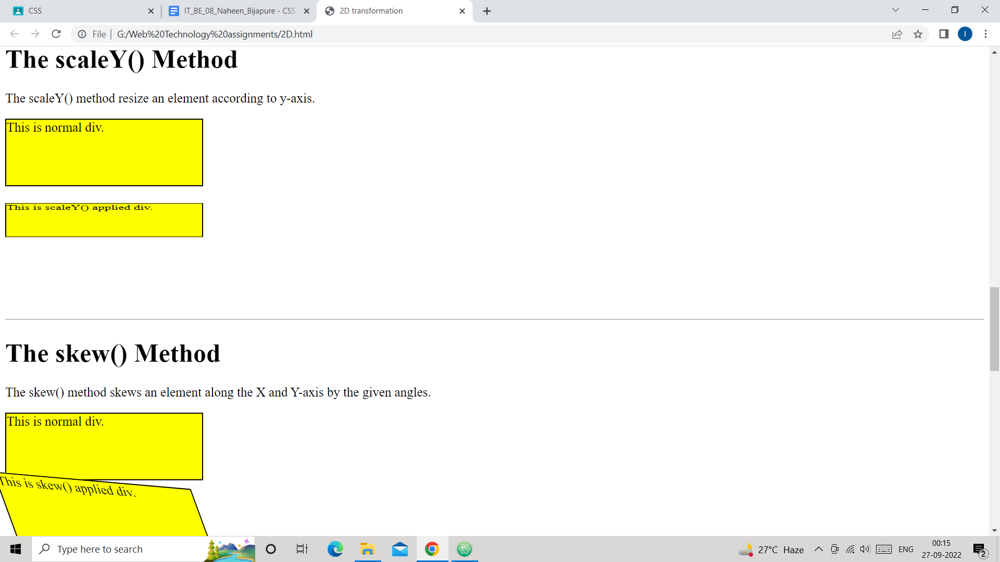 CSS
IT_BE_08_Naheen_Bijapure - CSS
2D transformation
File | G:/Web%20Technology%20assignments/2D.html
I
The scaleY() Method
The scaleY() method resize an element according to y-axis.
This is normal div.
This is scaleY() applied div.
The skew() Method
The skew() method skews an element along the X and Y-axis by the given angles.
This is normal div.
This is skew() applied div.
Type here to search
27°C Haze
ENG
00:15
27-09-2022
2